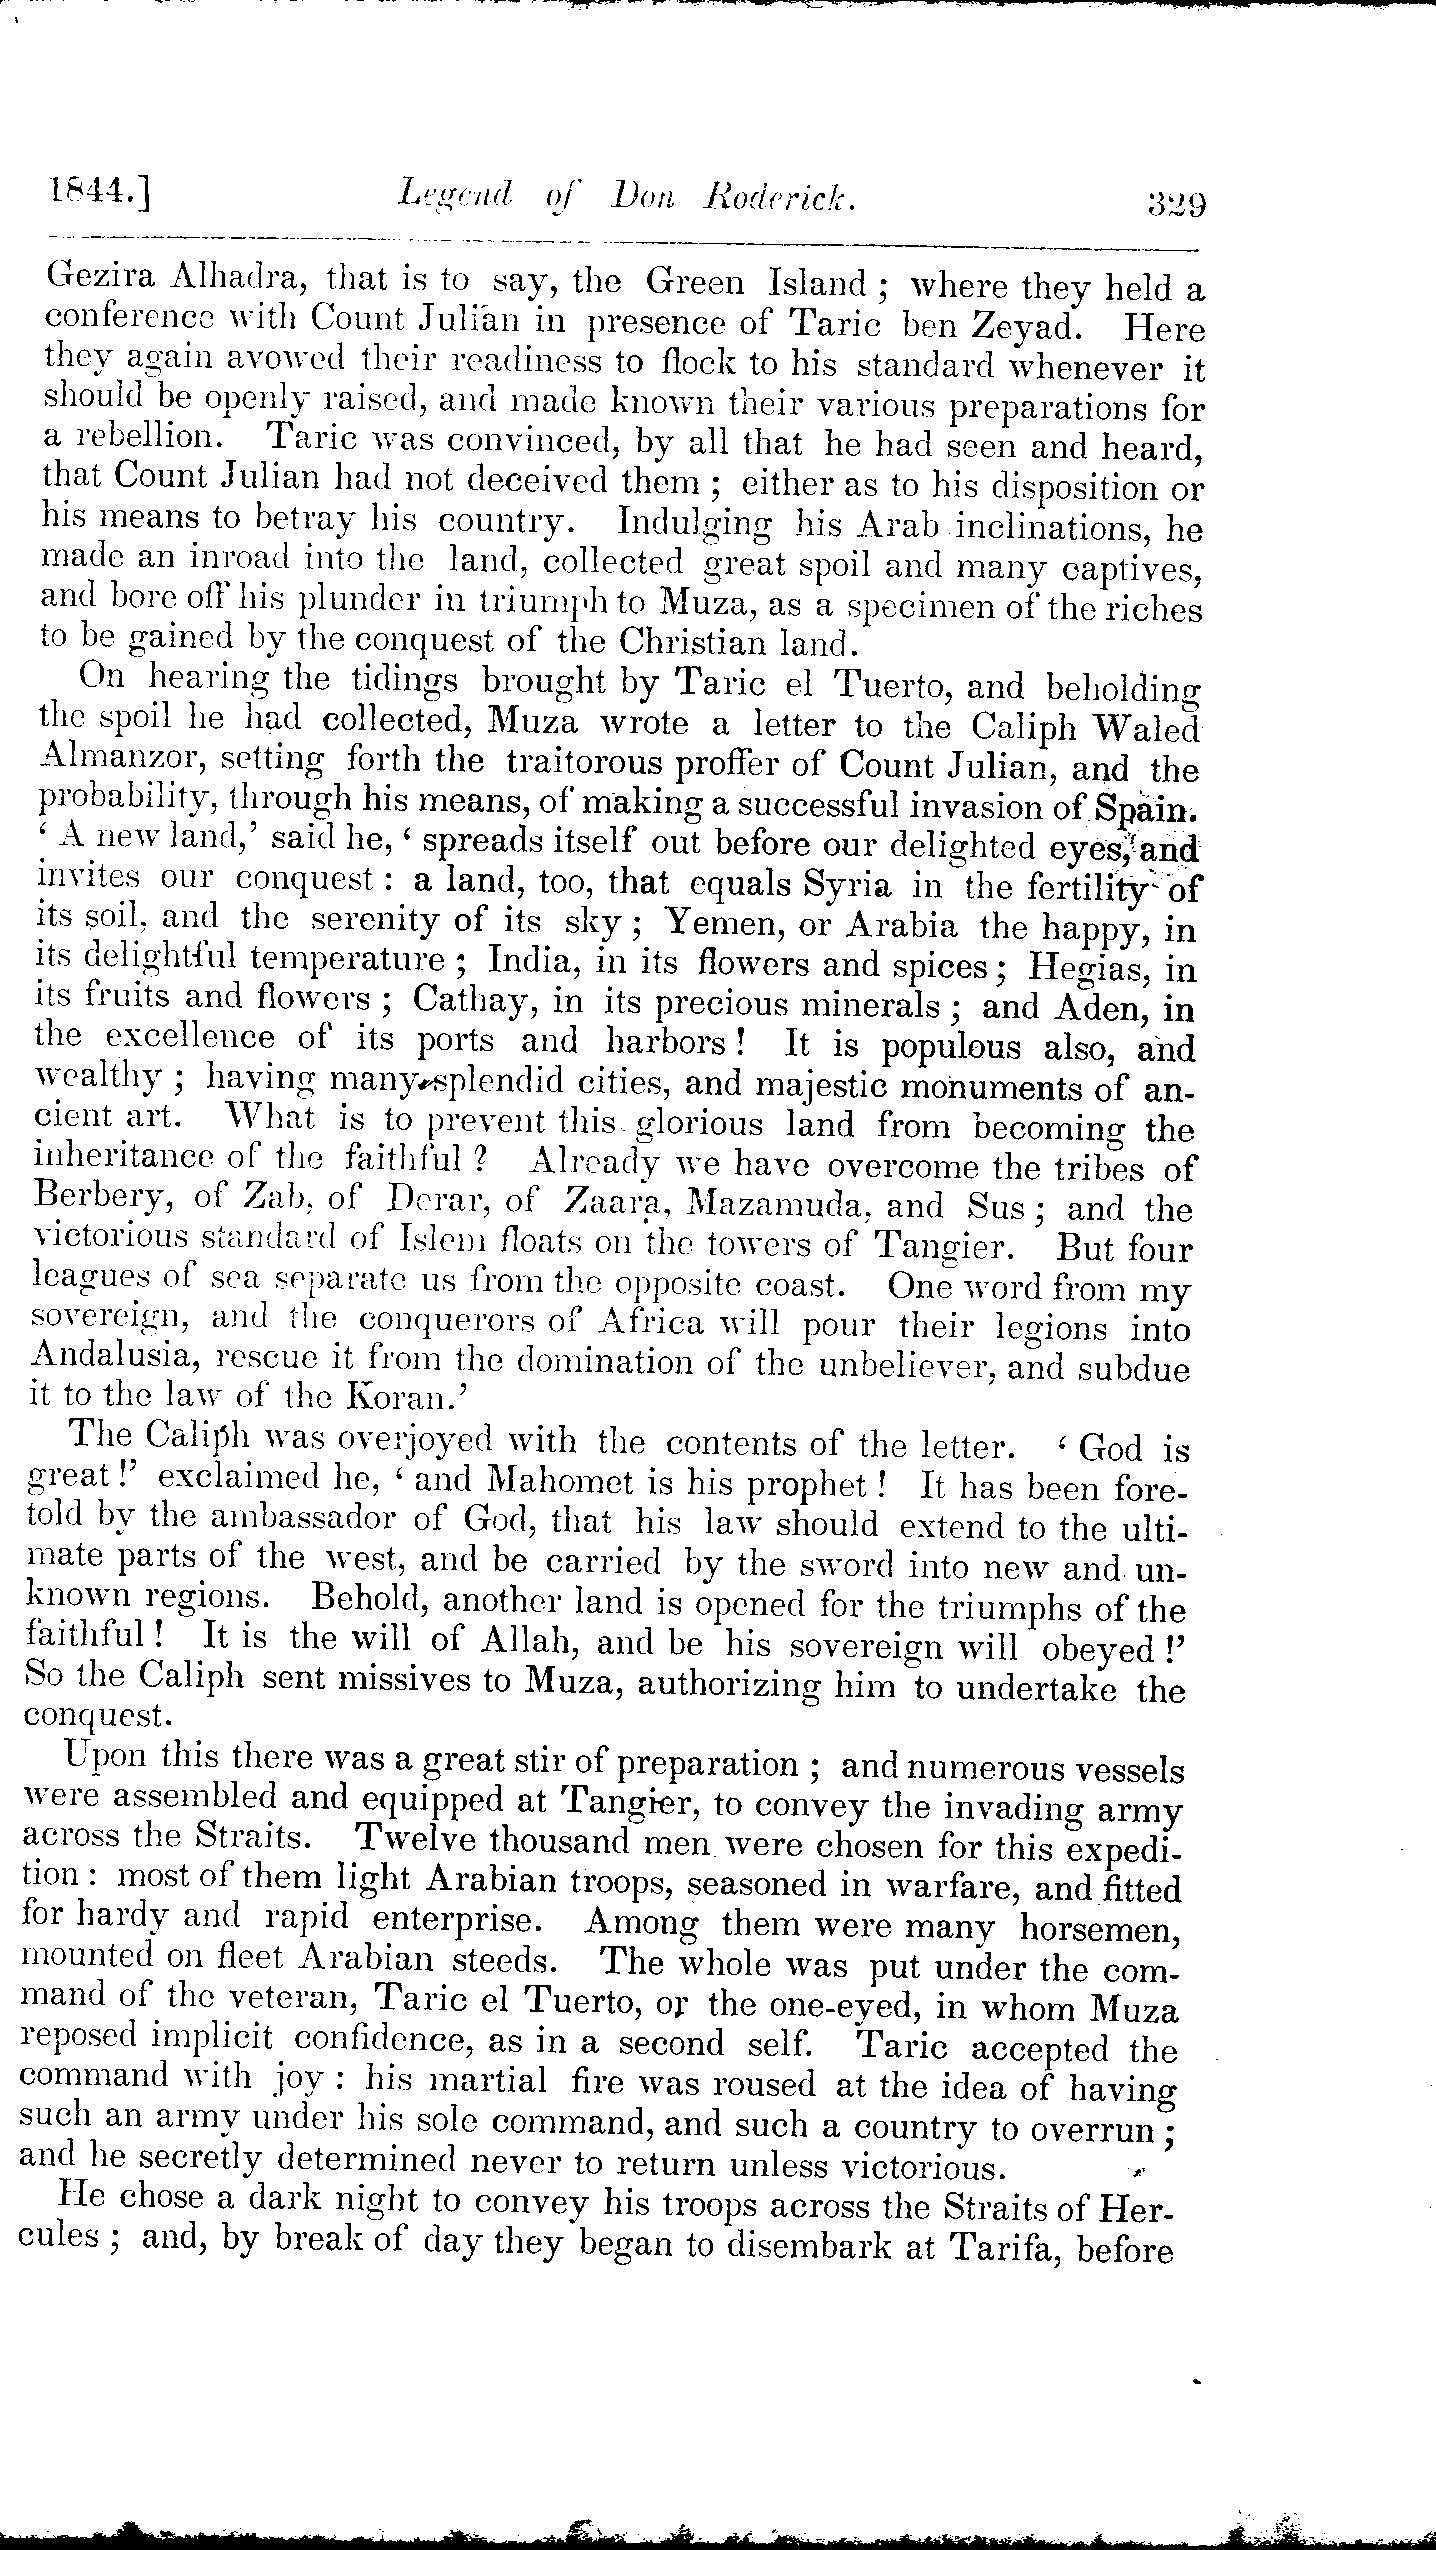 1844.] Legend of Don Roderick. 329
Gezira Alhadra, that is to say, the Green Island ; where they held a
conference with Count Julian in presence of Taric ben Zeyad. Here
they again avowed their readiness to flock to his standard whenever it
should be openly raised, and made known their various preparations for
a rebellion. Taric was convinced, by all that he had seen and heard,
that Count Julian had not deceived them ; either as to his disposition or
his means to betray his country. Indulging his Arab inclinations, he
made an inroad into the land, collected great spoil and many captives,
and bore off his plunder in triumph to Muza, as a specimen of the riches
to be gained by the conquest of the Christian land.
On hearing the tidings brought by Taric el Tuerto, and beholding
the spoil he had collected, Muza wrote a letter to the Caliph Waled
Almanzor, setting forth the traitorous proffer of Count Julian, and the
probability, through his means, of making a successful invasion of Spain.
‘ A new land,’ said he, ‘ spreads itself out before our delighted eyes, and
invites our conquest : a land, too, that equals Syria in the fertility of
its soil, and the serenity of its sky ; Yemen, or Arabia the happy, in
its delightful temperature ; India, in its flowers and spices ; Hegias, in
its fruits and flowers ; Cathay, in its precious minerals ; and Aden, in
the excellence of its ports and harbors ! It is populous also, and
wealthy ; having many splendid cities, and majestic monuments of an-
cient art. What is to prevent this glorious land from becoming the
inheritance of the faithful ? Already we have overcome the tribes of
Berbery, of Zab, of Derar, of Zaara, Mazamuda, and Sus ; and the
victorious standard of Islem floats on the towers of Tangier. But four
leagues of sea separate us from the opposite coast. One word from my
sovereign, and the conquerors of Africa will pour their legions into
Andalusia, rescue it from the domination of the unbeliever, and subdue
it to the law of the Koran.’
The Caliph was overjoyed with the contents of the letter. ‘ God is
great !’ exclaimed he, ‘ and Mahomet is his prophet ! It has been fore-
told by the ambassador of God, that his law should extend to the ulti-
mate parts of the west, and be carried by the sword into new and un-
known regions. Behold, another land is opened for the triumphs of the
faithful ! It is the will of Allah, and be his sovereign will obeyed !’
So the Caliph sent missives to Muza, authorizing him to undertake the
conquest.
Upon this there was a great stir of preparation ; and numerous vessels
were assembled and equipped at Tangier, to convey the invading army
across the Straits. Twelve thousand men were chosen for this expedi-
tion : most of them light Arabian troops, seasoned in warfare, and fitted
for hardy and rapid enterprise. Among them were many horsemen,
mounted on fleet Arabian steeds. The whole was put under the com-
mand of the veteran, Taric el Tuerto, or the one-eyed, in whom Muza
reposed implicit confidence, as in a second self. Taric accepted the
command with joy : his martial fire was roused at the idea of having
such an army under his sole command, and such a country to overrun ;
and he secretly determined never to return unless victorious.
He chose a dark night to convey his troops across the Straits of Her-
cules ; and, by break of day they began to disembark at Tarifa, before